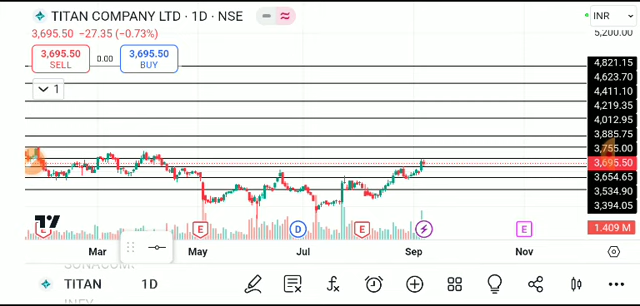 TITAN COMPANY LTD · 1D · NSE
INR
3,695.50 −27.35 (−0.73%)
5,200.00
3,695.50
SELL
0.00
3,695.50
BUY
1
4,821.15
4,623.70
4,411.10
4,219.35
4,012.95
3,885.75
3,755.00
3,695.50
3,654.65
3,534.90
3,394.05
1.409 M
E
E
D
E
E
Mar
May
Jul
Sep
Nov
TITAN
1D